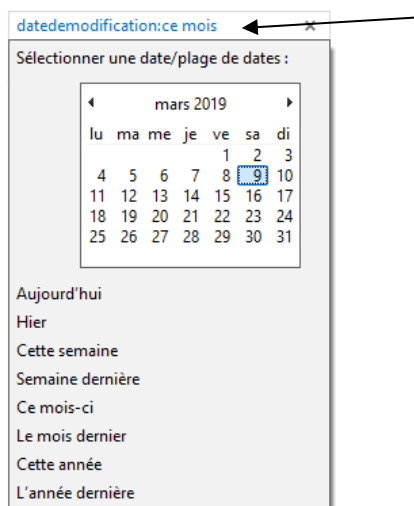 datedemodification:ce mois
Sélectionner une date/plage de dates :
mars 2019
lu ma me je ve sa di
1 2 3
4 5 6 7 8 9 10
11 12 13 14 15 16 17
18 19 20 21 22 23 24
25 26 27 28 29 30 31
Aujourd'hui
Hier
Cette semaine
Semaine dernière
Ce mois-ci
Le mois dernier
Cette année
L'année dernière